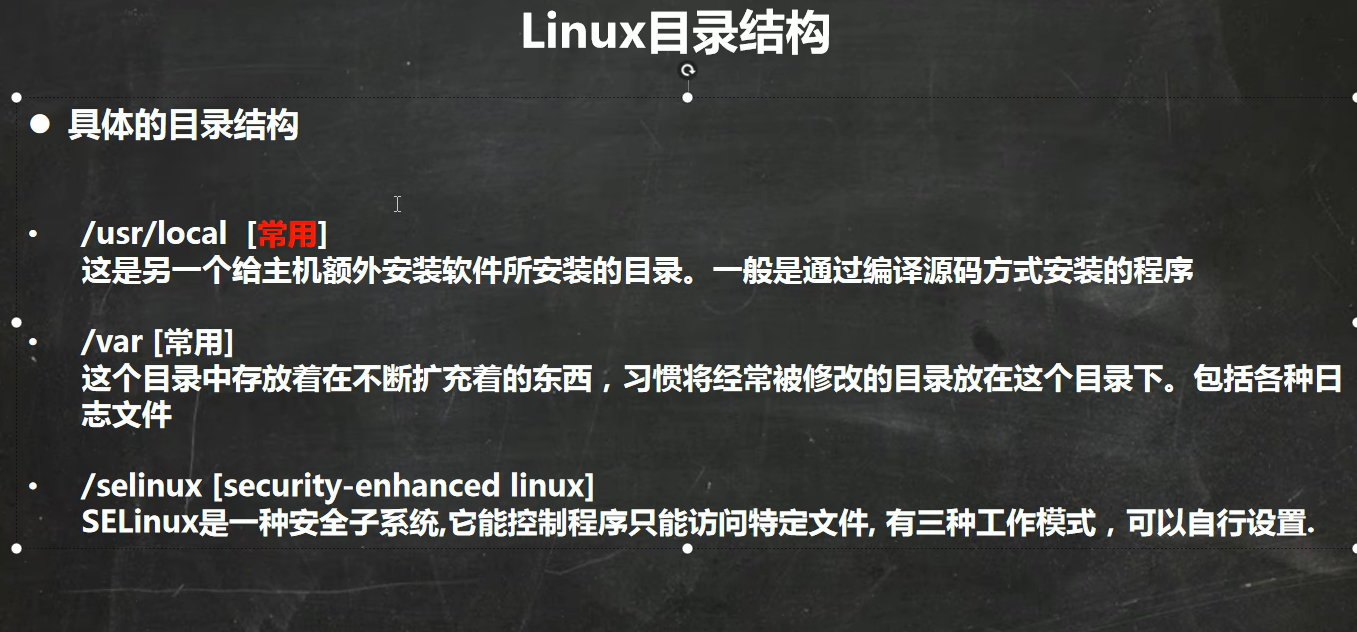 Linux目录结构
● 具体的目录结构
• /usr/local [常用]
这是另一个给主机额外安装软件所安装的目录。一般是通过编译源码方式安装的程序
• /var [常用]
这个目录中存放着在不断扩充着的东西，习惯将经常被修改的目录放在这个目录下。包括各种日
志文件
• /selinux [security-enhanced linux]
SELinux是一种安全子系统,它能控制程序只能访问特定文件, 有三种工作模式，可以自行设置.